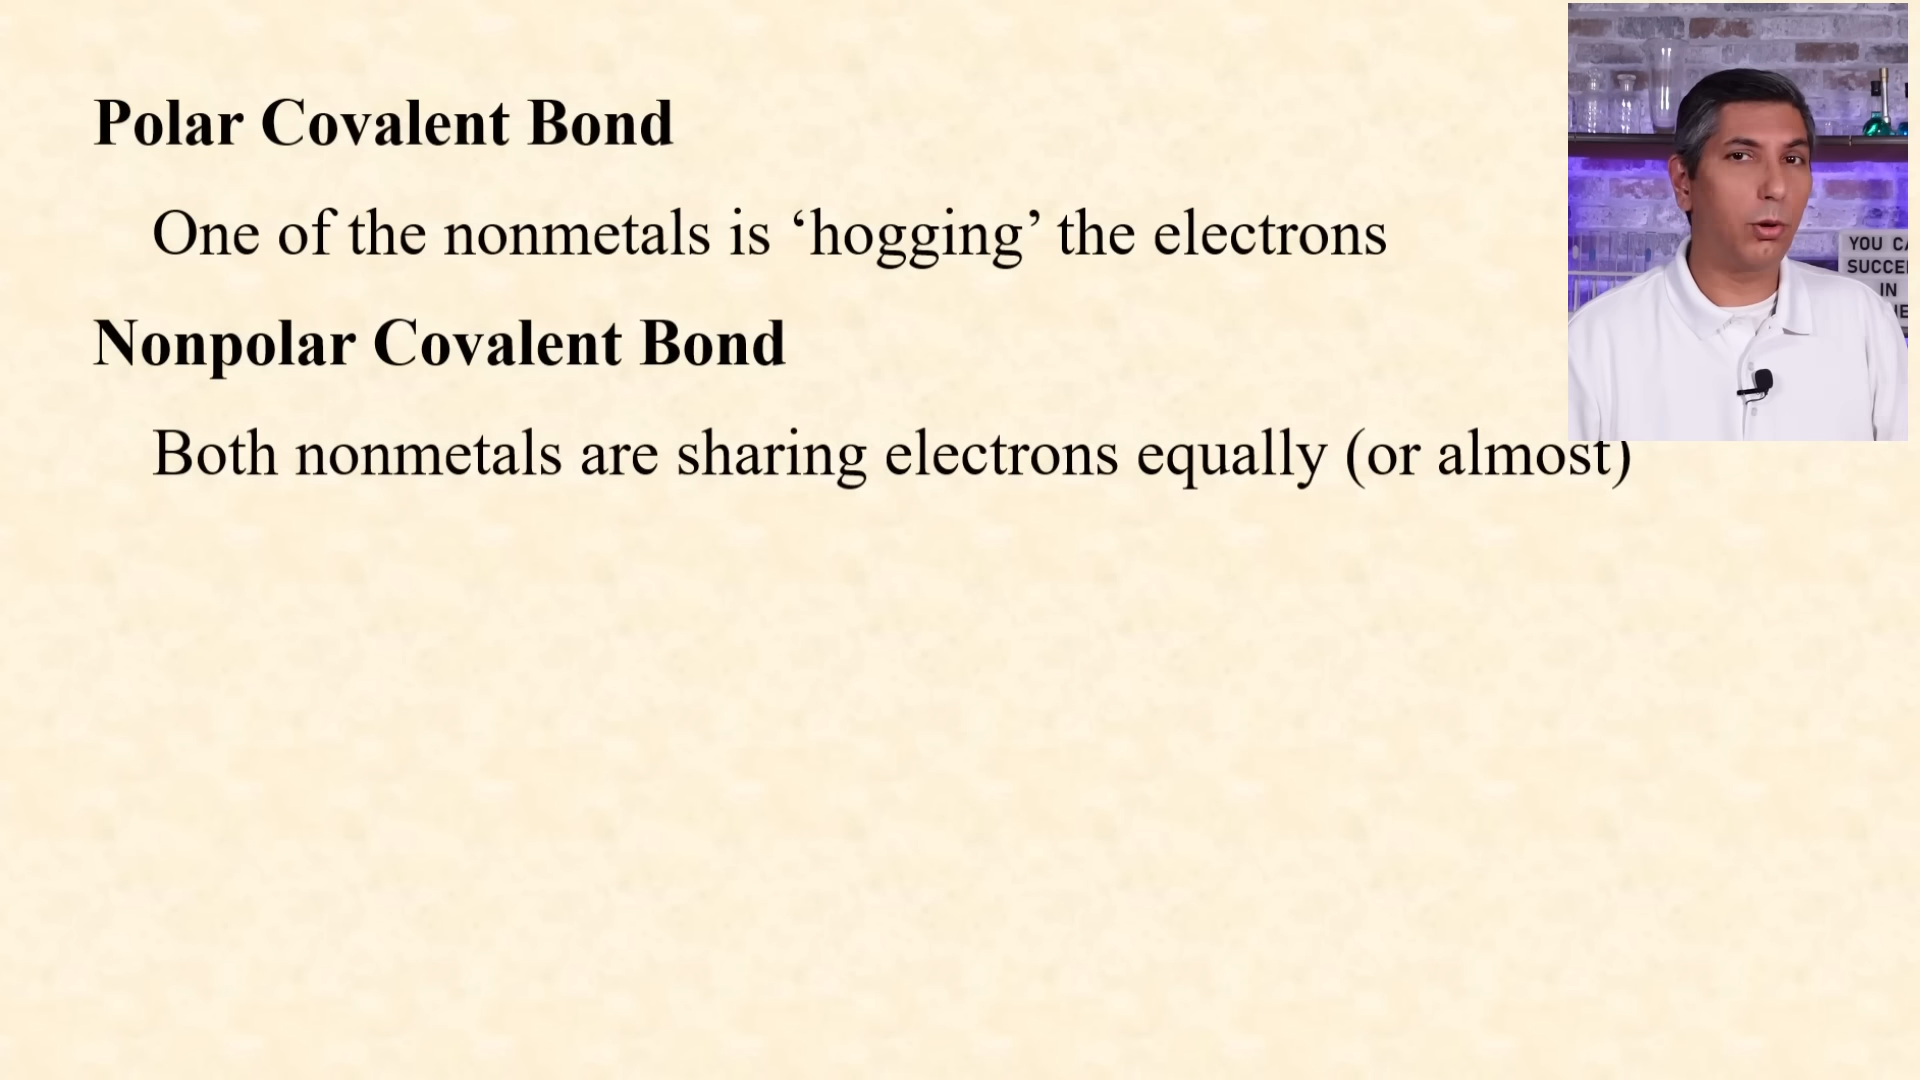 Polar Covalent Bond
One of the nonmetals is ‘hogging’ the electrons
Nonpolar Covalent Bond
Both nonmetals are sharing electrons equally (or almost)
YOU
IN